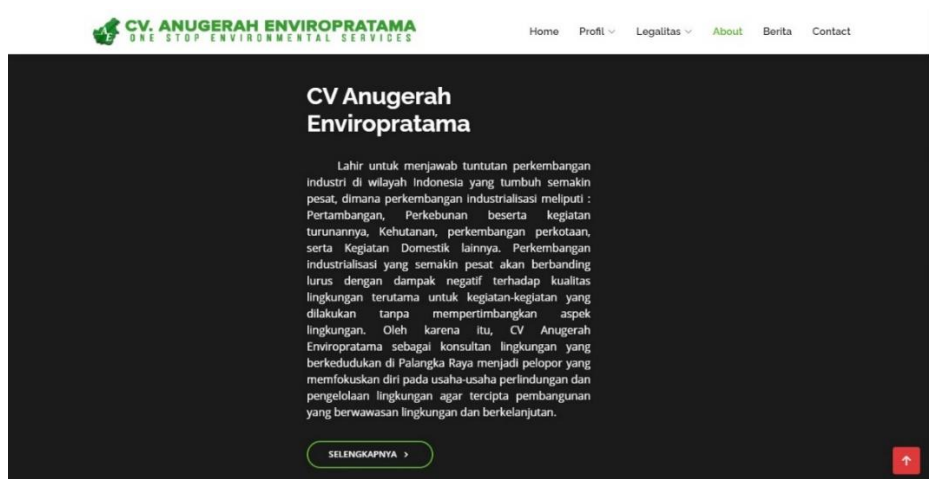 CV. ANUGERAH ENVIROPRATAMA
ONE STOP ENVIRONMENTAL SERVICES
Home Profil Legalitas About Berita Contact
CV Anugerah
Enviropratama
Lahir untuk menjawab tuntutan perkembangan
industri di wilayah Indonesia yang tumbuh semakin
pesat, dimana perkembangan industrialisasi meliputi :
Pertambangan, Perkebunan beserta kegiatan
turunannya, Kehutanan, perkembangan perkotaan,
serta Kegiatan Domestik lainnya. Perkembangan
industrialisasi yang semakin pesat akan berbanding
lurus dengan dampak negatif terhadap kualitas
lingkungan terutama untuk kegiatan-kegiatan yang
dilakukan tanpa mempertimbangkan aspek
lingkungan. Oleh karena itu, CV Anugerah
Enviropratama sebagai konsultan lingkungan yang
berkedudukan di Palangka Raya menjadi pelopor yang
memfokuskan diri pada usaha-usaha perlindungan dan
pengelolaan lingkungan agar tercipta pembangunan
yang berwawasan lingkungan dan berkelanjutan.
SELENGKAPNYA >